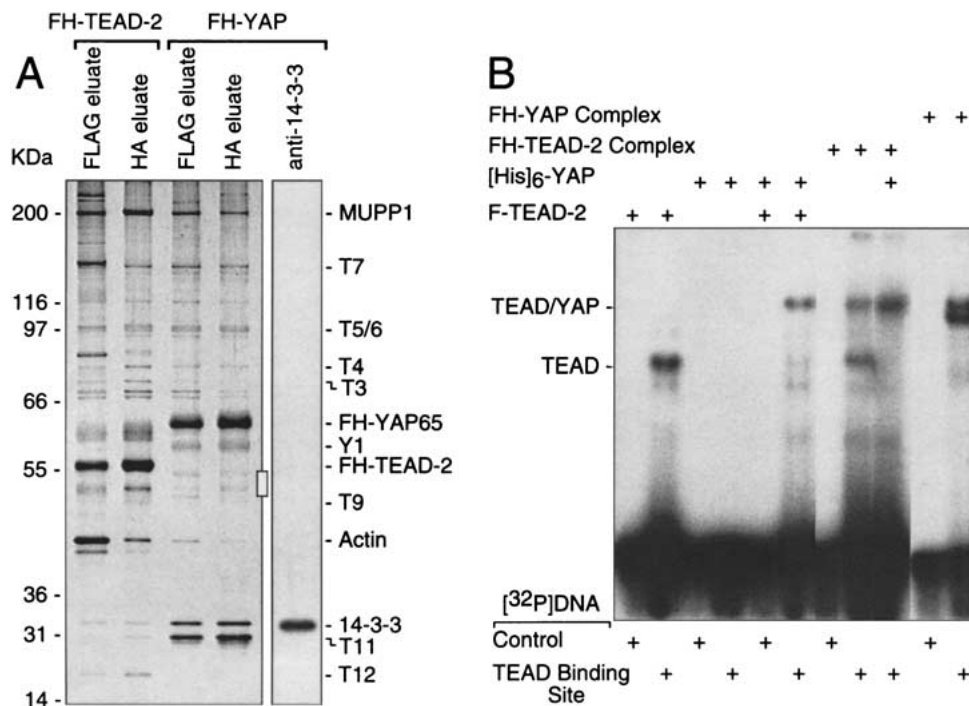 FH-TEAD-2 FH-YAP
A
FLAG eluate
HA eluate
FLAG eluate
HA eluate
anti-14-3-3
KDa
200 -
116 -
97 -
66 -
55 -
36 -
31 -
14 -
- MUPP1
- T7
- T5/6
- T4
T3
- FH-YAP65
Y1
- FH-TEAD-2
- T9
- Actin
- 14-3-3
T11
- T12
B
FH-YAP Complex + +
FH-TEAD-2 Complex + + +
[His]6-YAP + + + + +
F-TEAD-2 + + + +
TEAD/YAP -
TEAD -
[32P]DNA
Control + + + + +
TEAD Binding Site + + + + + +